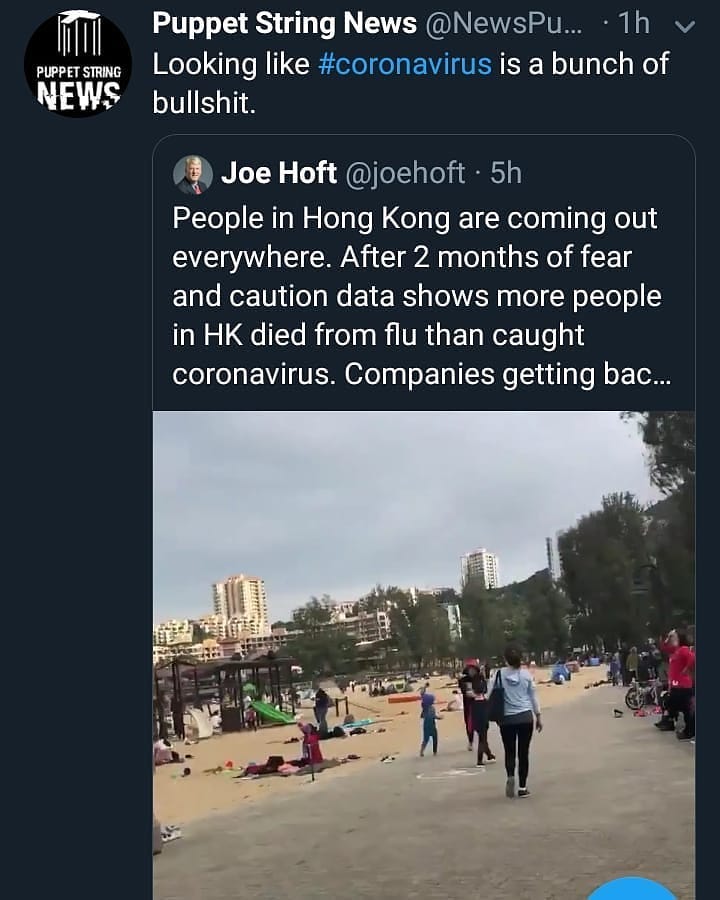 PUPPET STRING
NEWS
Puppet String News @NewsPu... · 1h
Looking like #coronavirus is a bunch of
bullshit.
Joe Hoft @joehoft · 5h
People in Hong Kong are coming out
everywhere. After 2 months of fear
and caution data shows more people
in HK died from flu than caught
coronavirus. Companies getting bac...